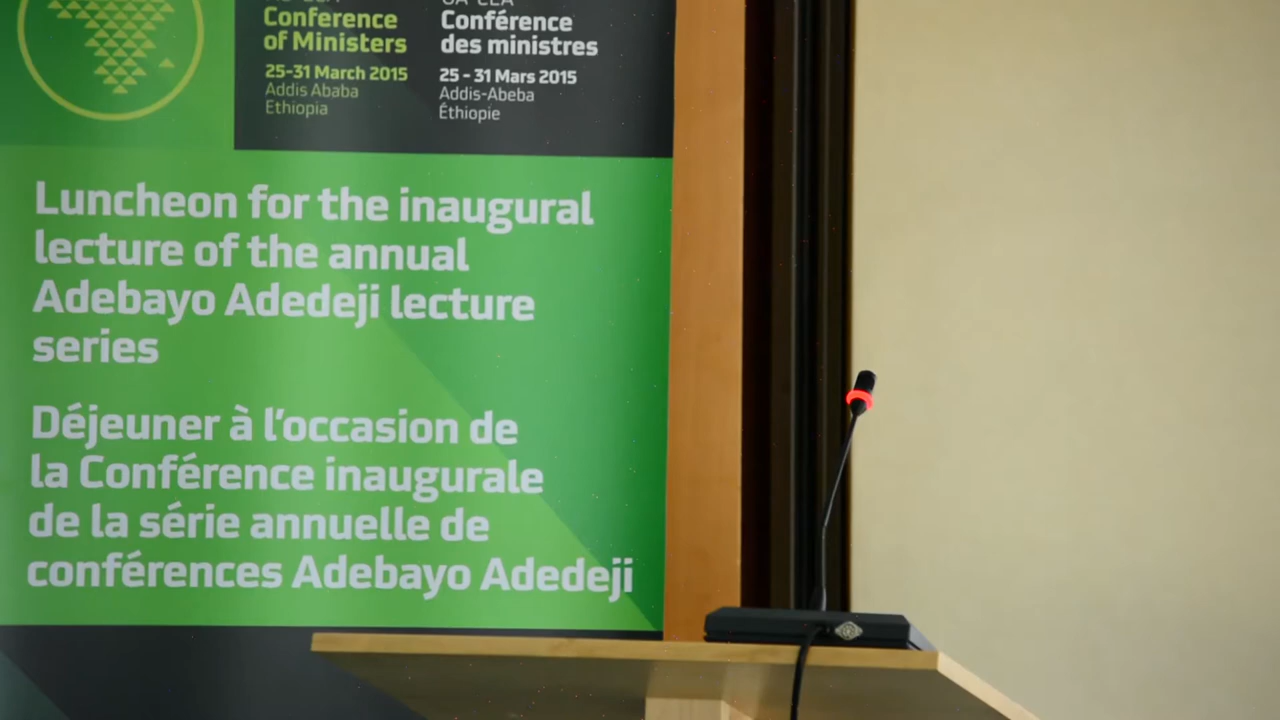 Conference
of Ministers
25-31 March 2015
Addis Ababa
Ethiopia
Conférence
des ministres
25 - 31 Mars 2015
Addis-Abeba
Éthiopie
Luncheon for the inaugural
lecture of the annual
Adebayo Adedeji lecture
series
Déjeuner à l'occasion de
la Conférence inaugurale
de la série annuelle de
conférences Adebayo Adedeji